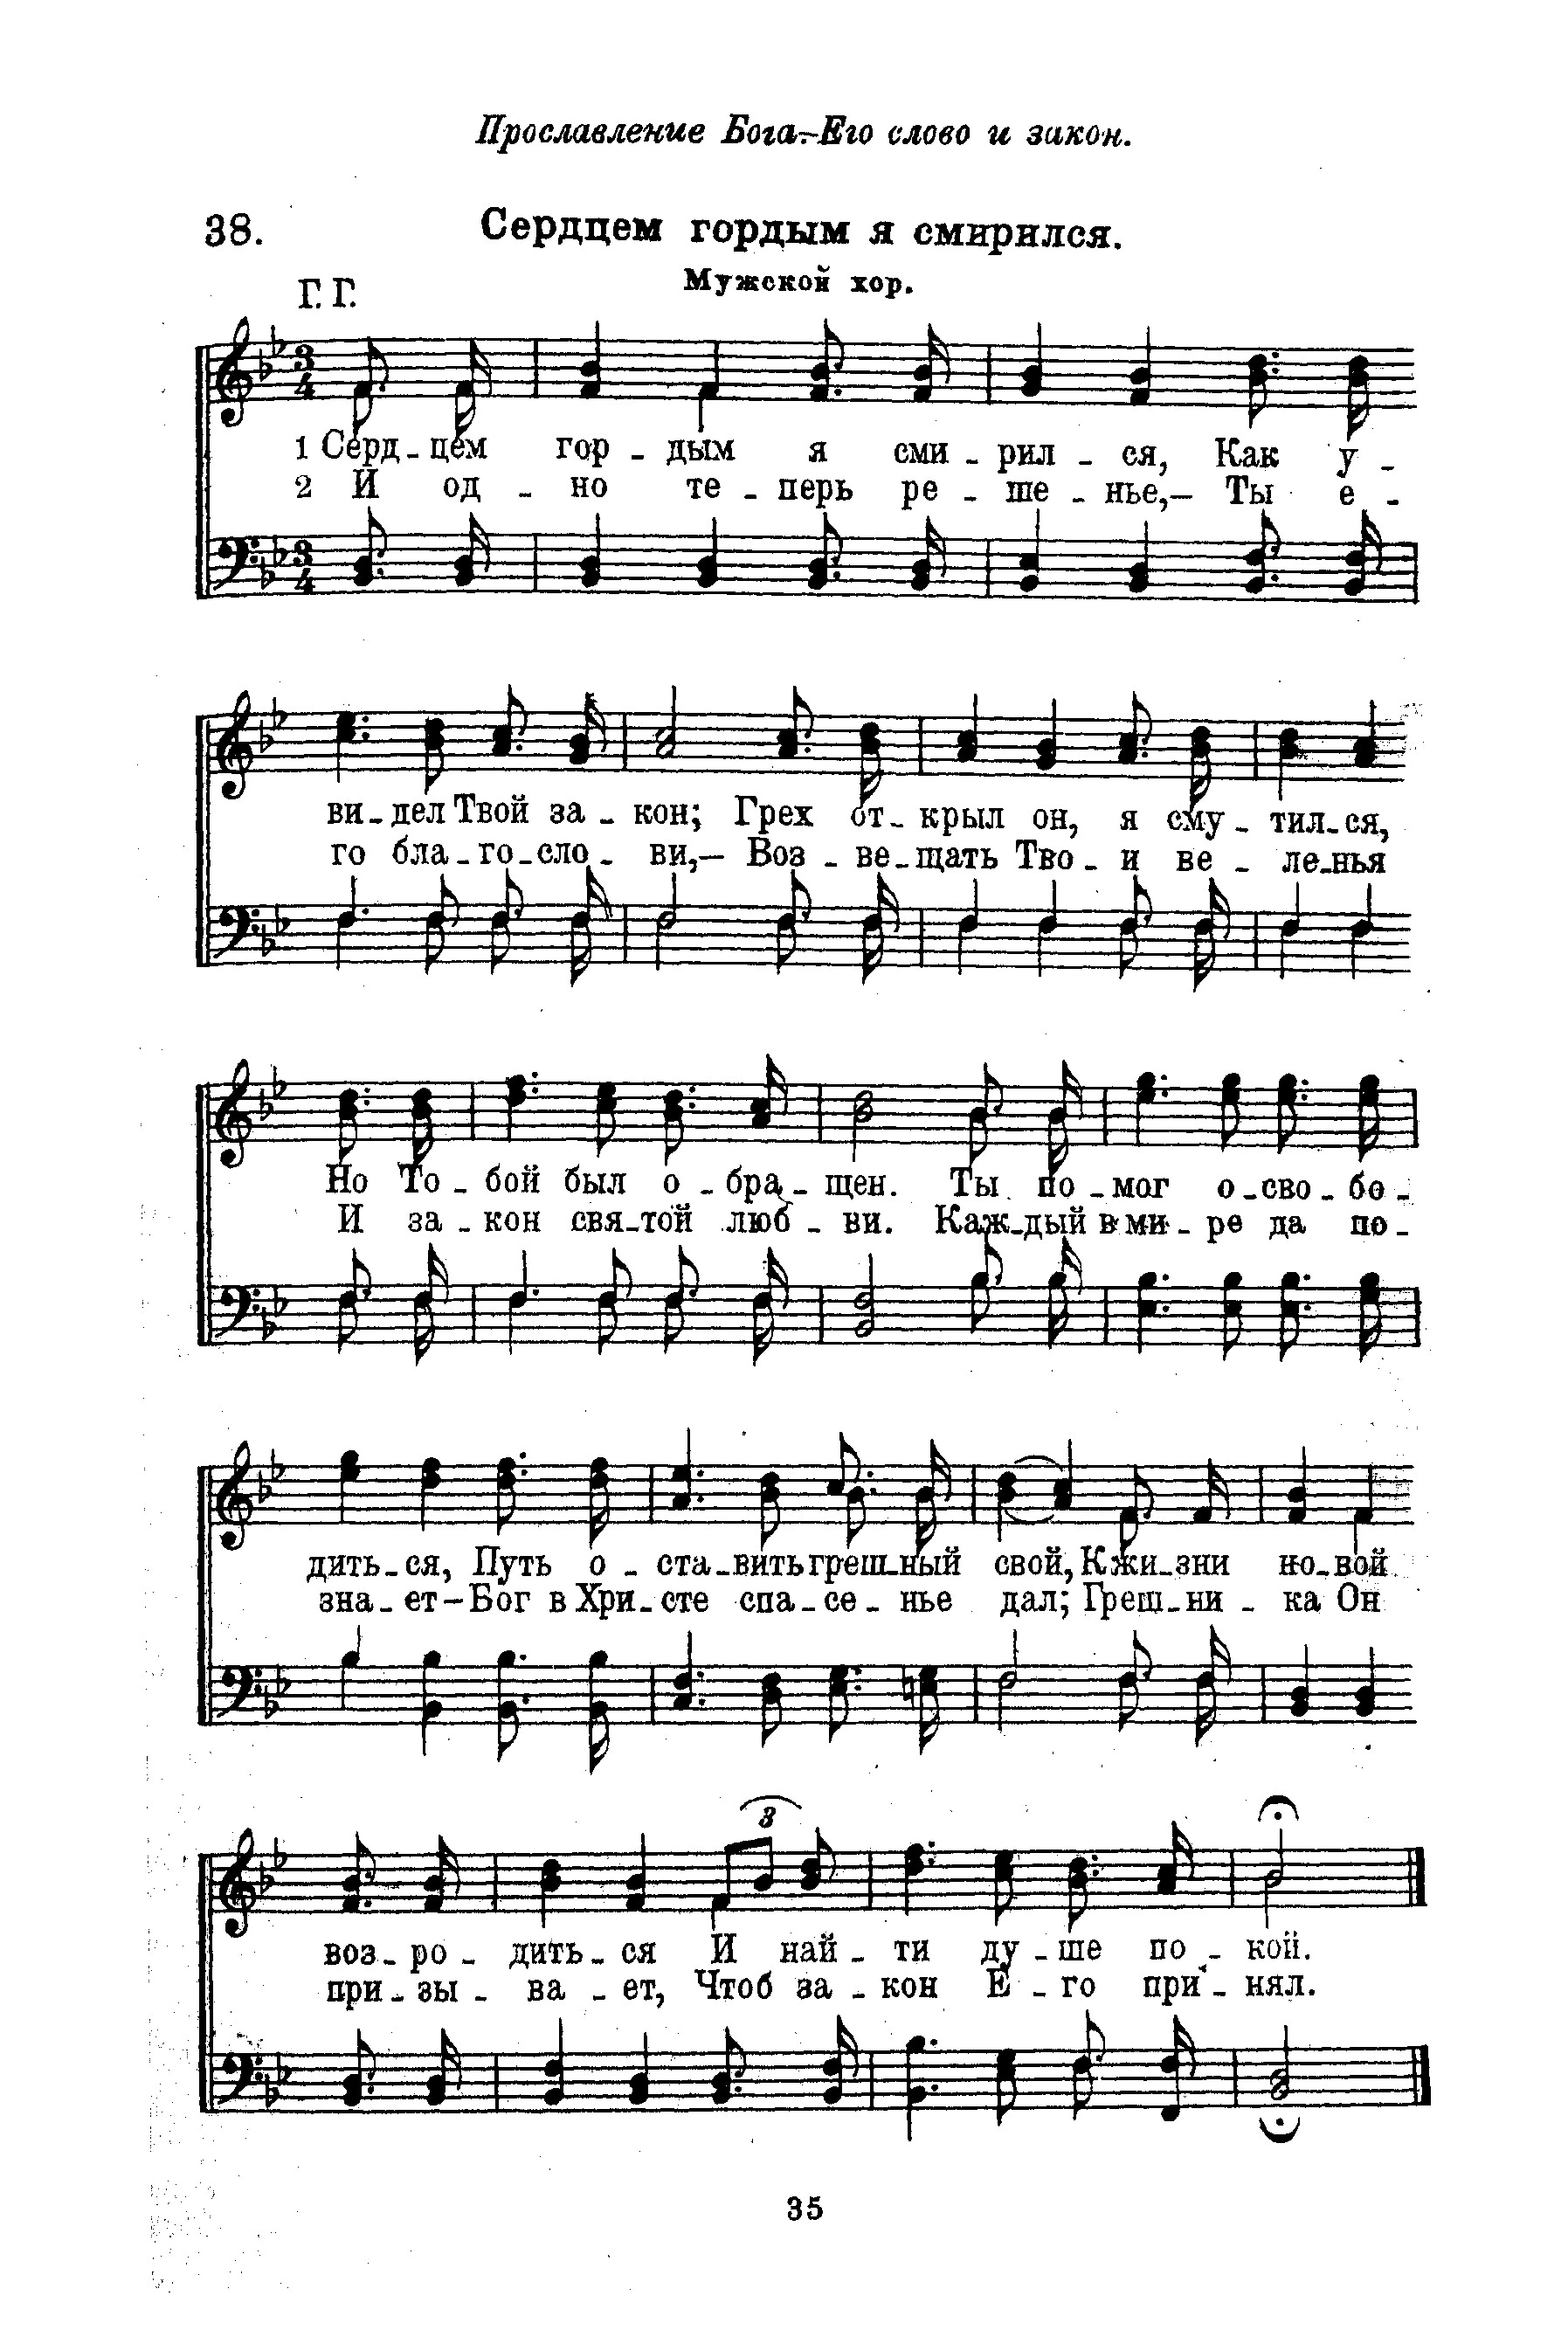 Прославление Бога.-Его слово и закон.
38. Сердцем гордым я смирился.
Мужской хор.
Г. Г.
3/4
1 Серд - цем гор - дым я сми - рил - ся, Как у -
2 И од - но те - перь ре - ше - нье,— Ты е -
3/4
ви - дел Твой за - кон; Грех от - крыл он, я сму - тил - ся,
го бла - го - сло - ви,— Воз - ве - щать Тво - и ве - ле - нья
Но То - бой был о - бра - щен. Ты по - мог о - сво - бо -
И за - кон свя - той люб - ви. Каж - дый в ми - ре да по -
дить - ся, Путь о - ста - вить греш - ный свой, К жи - зни но - вой
зна - ет — Бог в Хри - сте спа - се - нье дал; Греш - ни - ка Он
3
воз - ро - дить - ся И най - ти ду - ше по - кой.
при - зы - ва - ет, Чтоб за - кон Е - го при - нял.
35